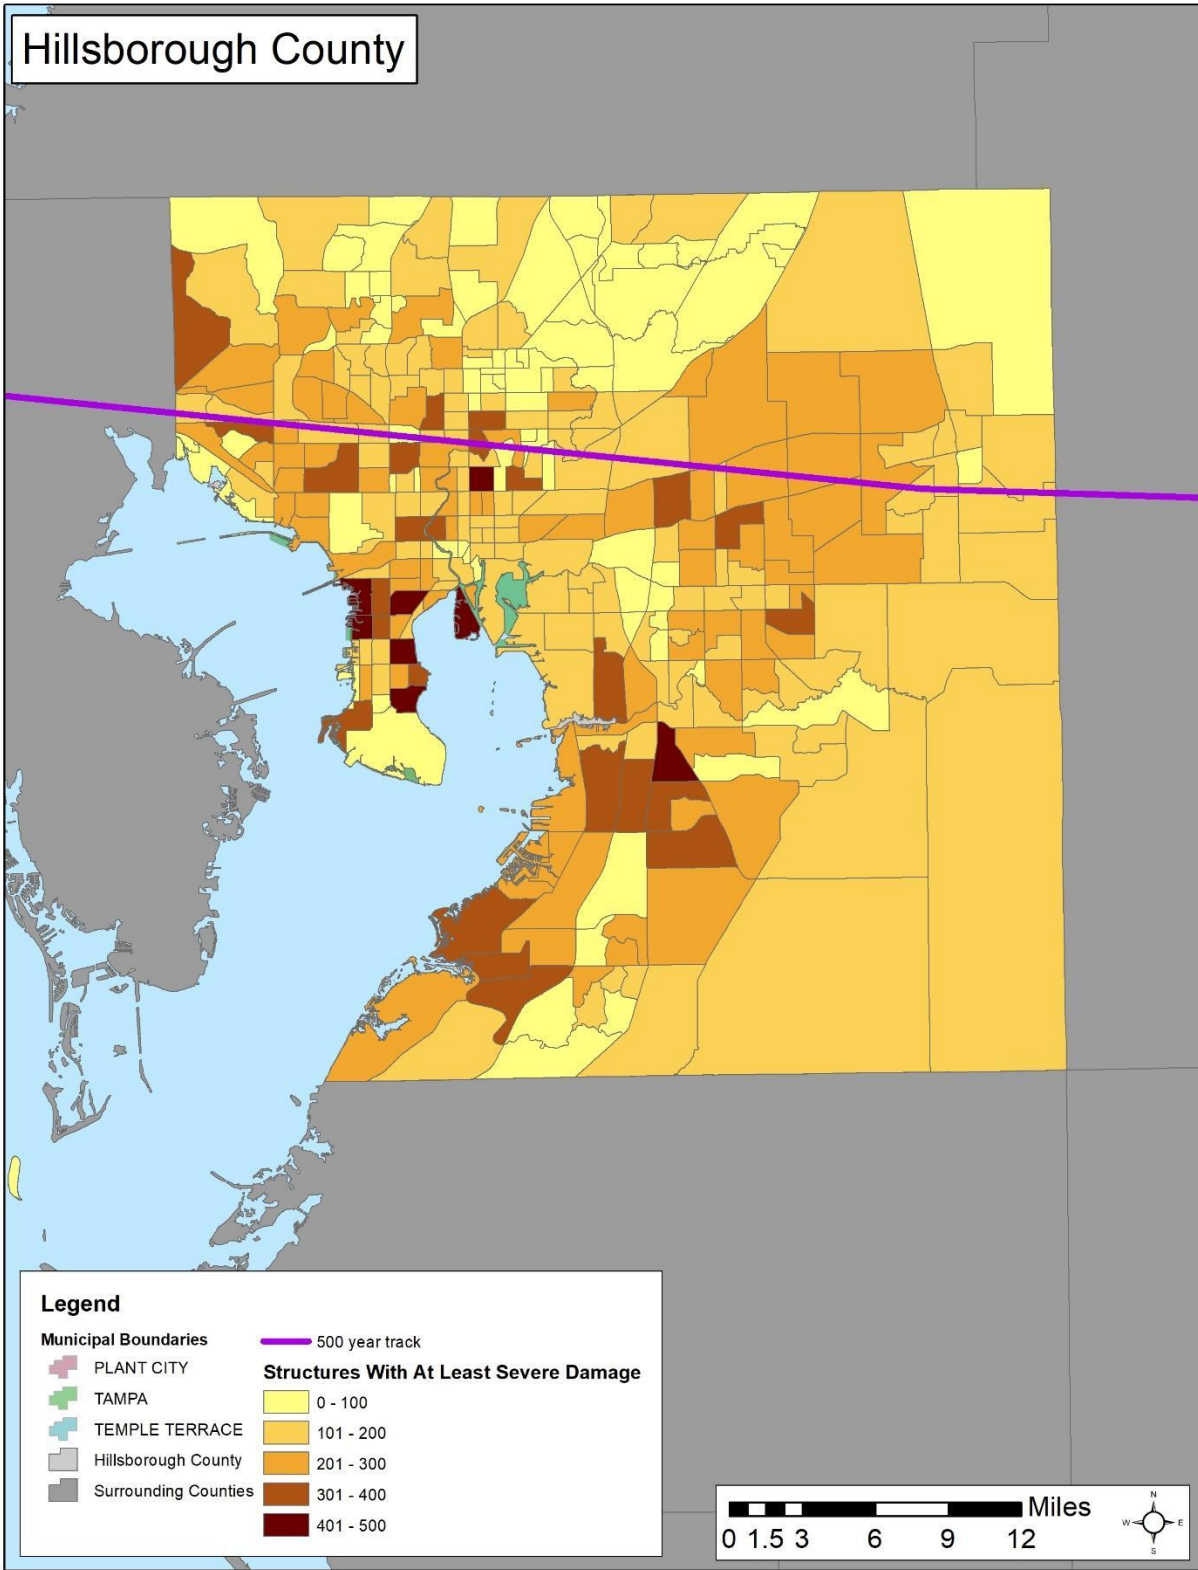 Hillsborough County
Legend
Municipal Boundaries
PLANT CITY
TAMPA
TEMPLE TERRACE
Hillsborough County
Surrounding Counties
500 year track
Structures With At Least Severe Damage
0 - 100
101 - 200
201 - 300
301 - 400
401 - 500
Miles
0 1.5 3 6 9 12
N
W E
S